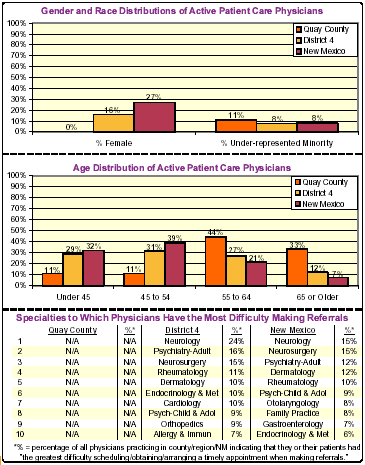 Gender and Race Distributions of Active Patient Care Physicians
100%
90%
80%
70%
60%
50%
40%
30%
20%
10%
0%
Quay County
District 4
New Mexico
0%
16%
27%
11%
8%
8%
% Female
% Under-represented Minority
Age Distribution of Active Patient Care Physicians
100%
90%
80%
70%
60%
50%
40%
30%
20%
10%
0%
Quay County
District 4
New Mexico
11%
29%
32%
11%
31%
39%
44%
27%
21%
33%
12%
7%
Under 45
45 to 54
55 to 64
65 or Older
Specialties to Which Physicians Have the Most Difficulty Making Referrals
Quay County %* District 4 %* New Mexico %*
1 N/A N/A Neurology 24% Neurology 15%
2 N/A N/A Psychiatry-Adult 16% Neurosurgery 15%
3 N/A N/A Neurosurgery 15% Psychiatry-Adult 12%
4 N/A N/A Rheumatology 11% Dermatology 12%
5 N/A N/A Dermatology 10% Rheumatology 10%
6 N/A N/A Endocrinology & Met 10% Psych-Child & Adol 9%
7 N/A N/A Cardiology 10% Otolaryngology 8%
8 N/A N/A Psych-Child & Adol 9% Family Practice 8%
9 N/A N/A Orthopedics 9% Gastroenterology 7%
10 N/A N/A Allergy & Immun 7% Endocrinology & Met 6%
*% = percentage of all physicians practicing in county/region/NM indicating that they or their patients had
"the greatest difficulty scheduling/obtaining/arranging a timely appointment when making referrals."